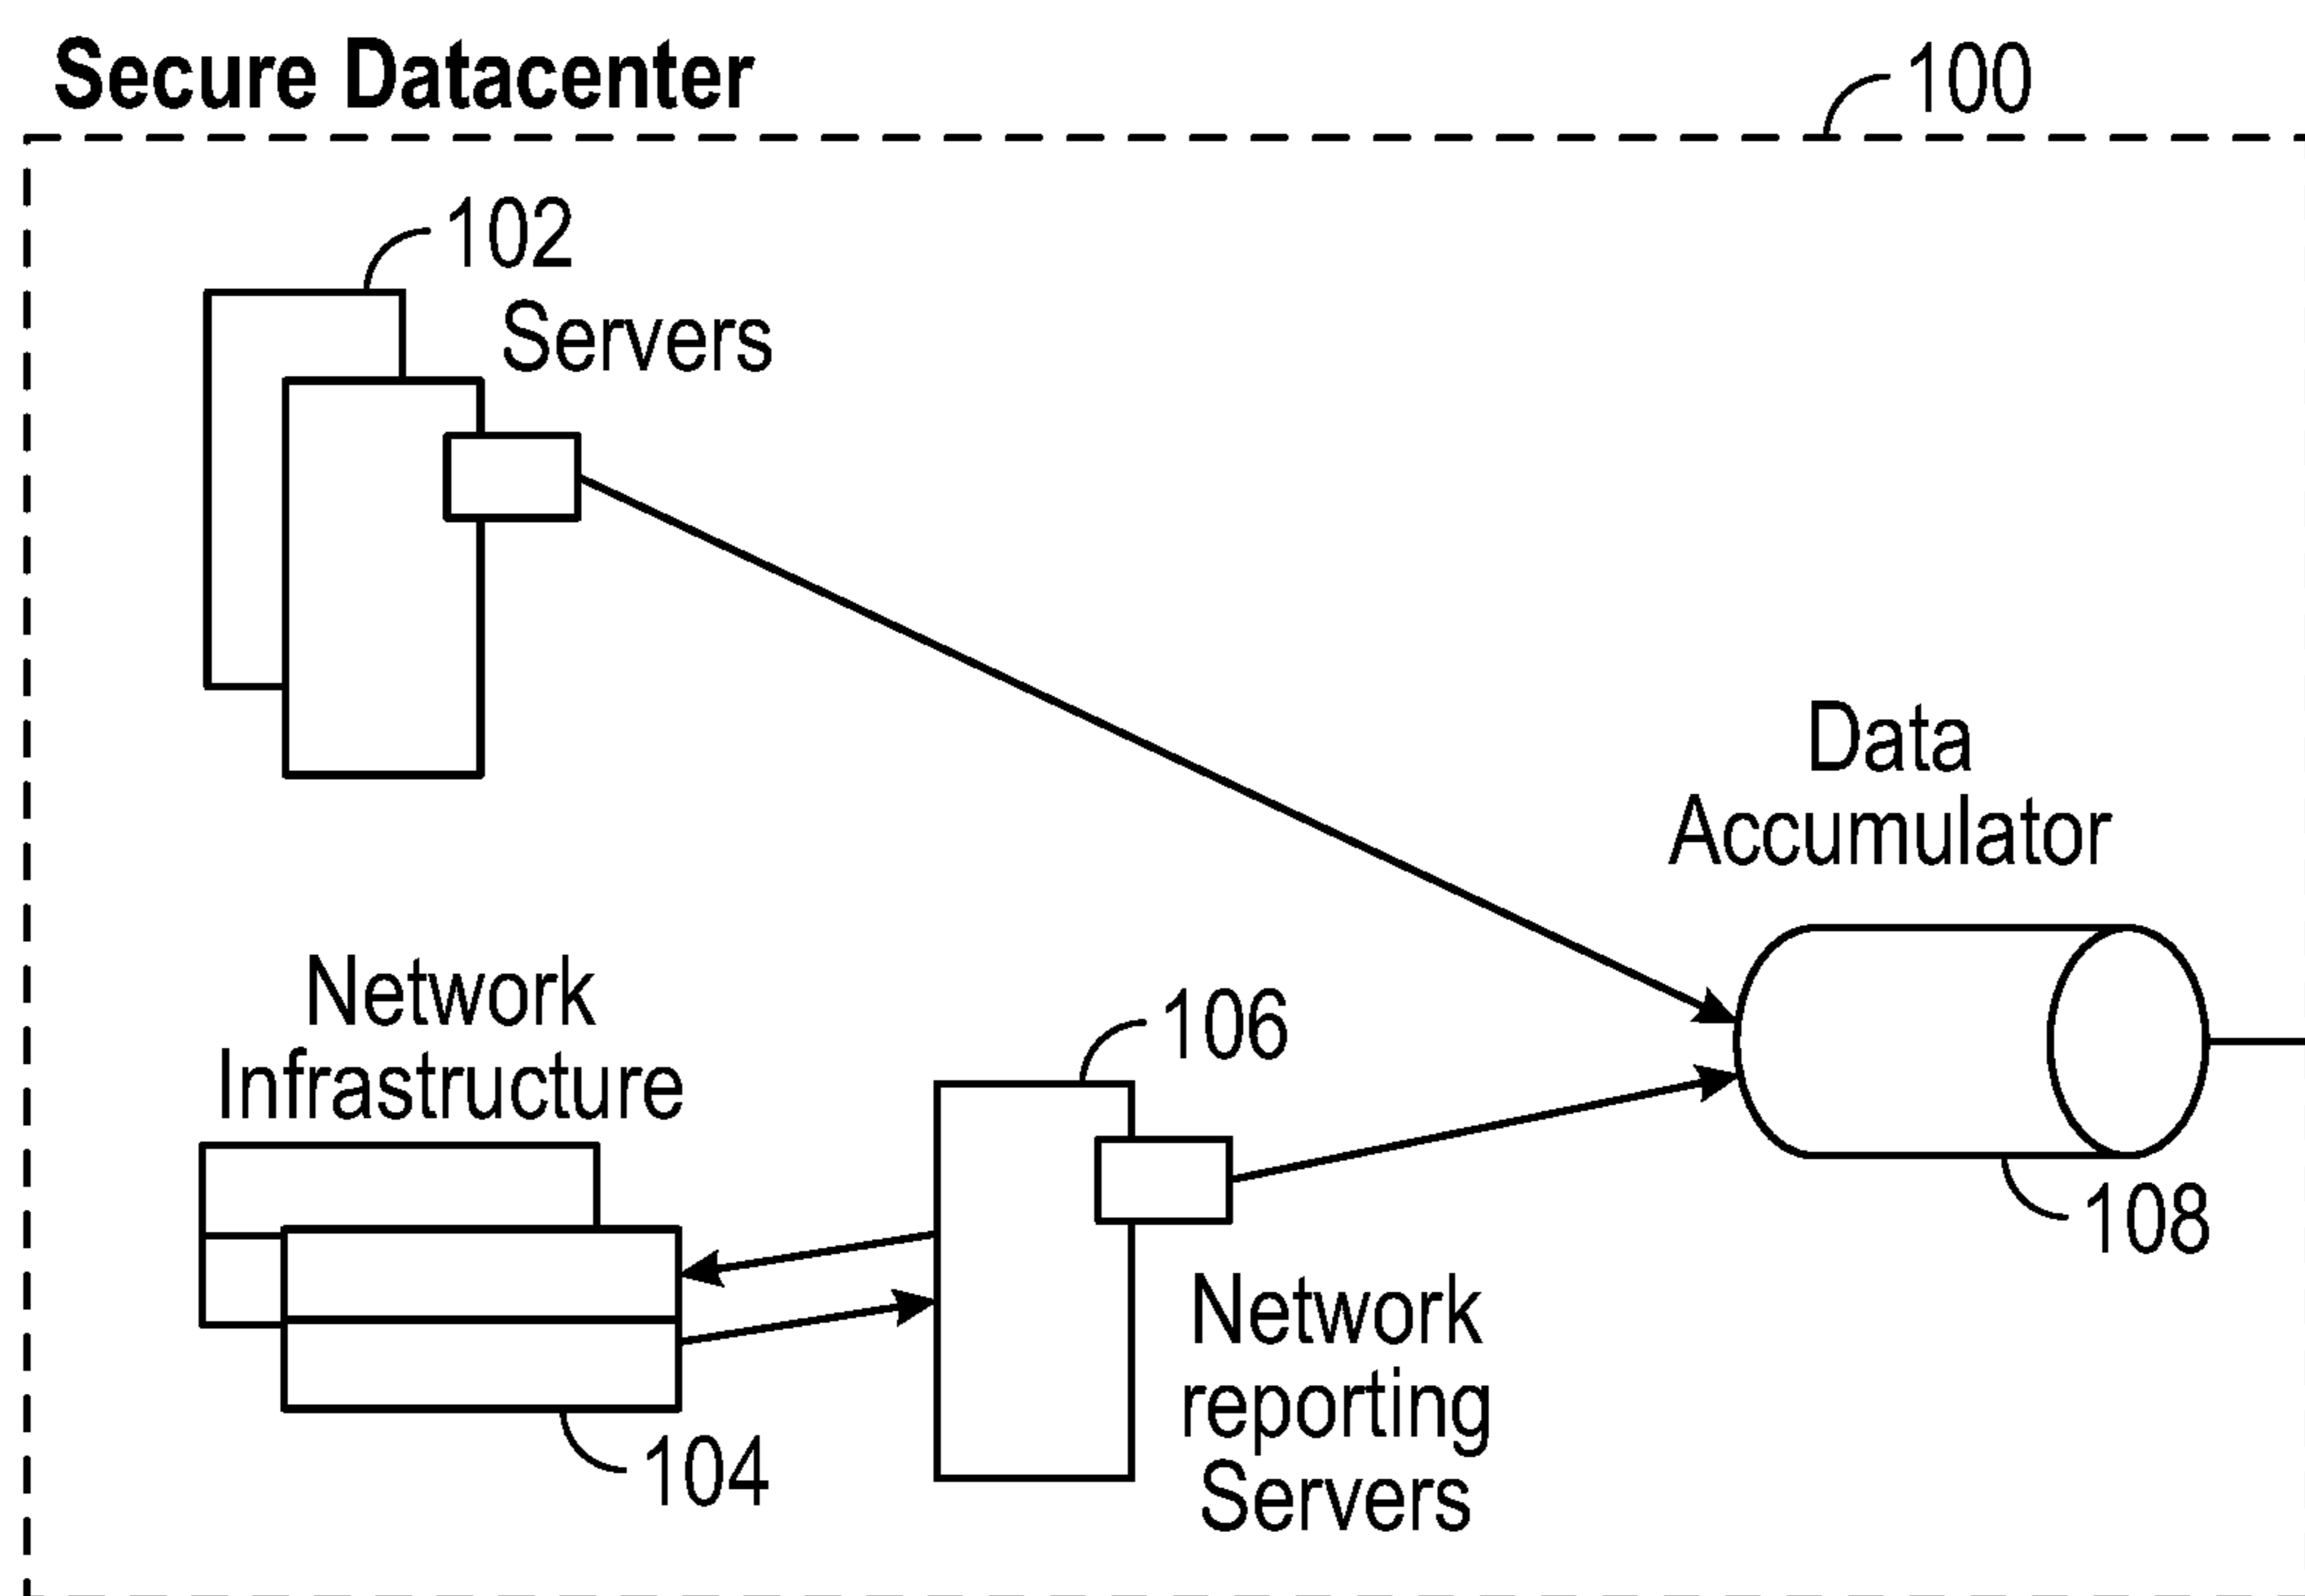 Secure Datacenter
100
102
Servers
Data
Accumulator
Network
Infrastructure
106
108
Network
reporting
Servers
104